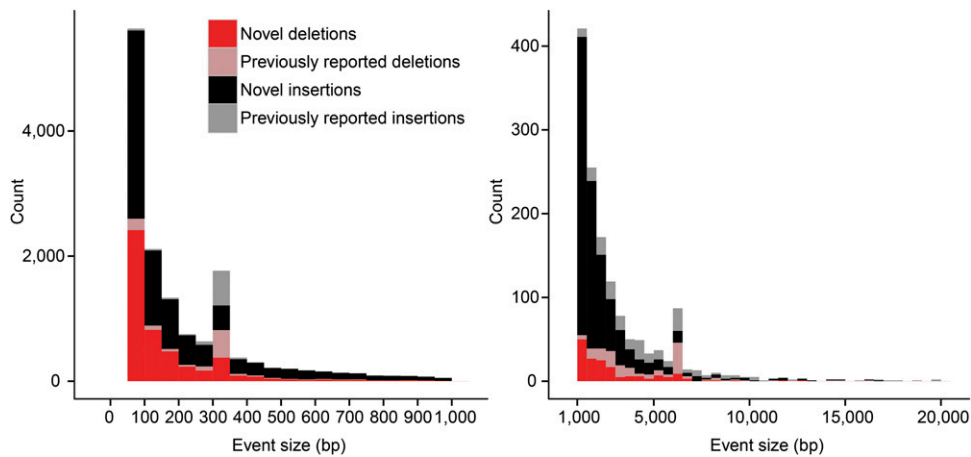 Novel deletions
Previously reported deletions
Novel insertions
Previously reported insertions
Count
4,000
2,000
0
0 100 200 300 400 500 600 700 800 900 1,000
Event size (bp)
Count
400
300
200
100
0
1,000 5,000 10,000 15,000 20,000
Event size (bp)